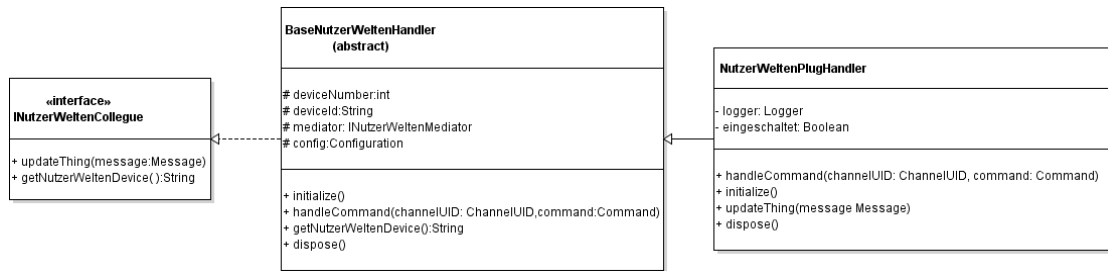 «interface»
INutzerWeltenCollegue
+ updateThing(message:Message)
+ getNutzerWeltenDevice( ):String
BaseNutzerWeltenHandler
(abstract)
# deviceNumber:int
# deviceId:String
# mediator: INutzerWeltenMediator
# config:Configuration
+ initialize()
+ handleCommand(channelUID: ChannelUID,command:Command)
+ getNutzerWeltenDevice():String
+ dispose()
NutzerWeltenPlugHandler
- logger: Logger
- eingeschaltet: Boolean
+ handleCommand(channelUID: ChannelUID, command: Command)
+ initialize()
+ updateThing(message Message)
+ dispose()